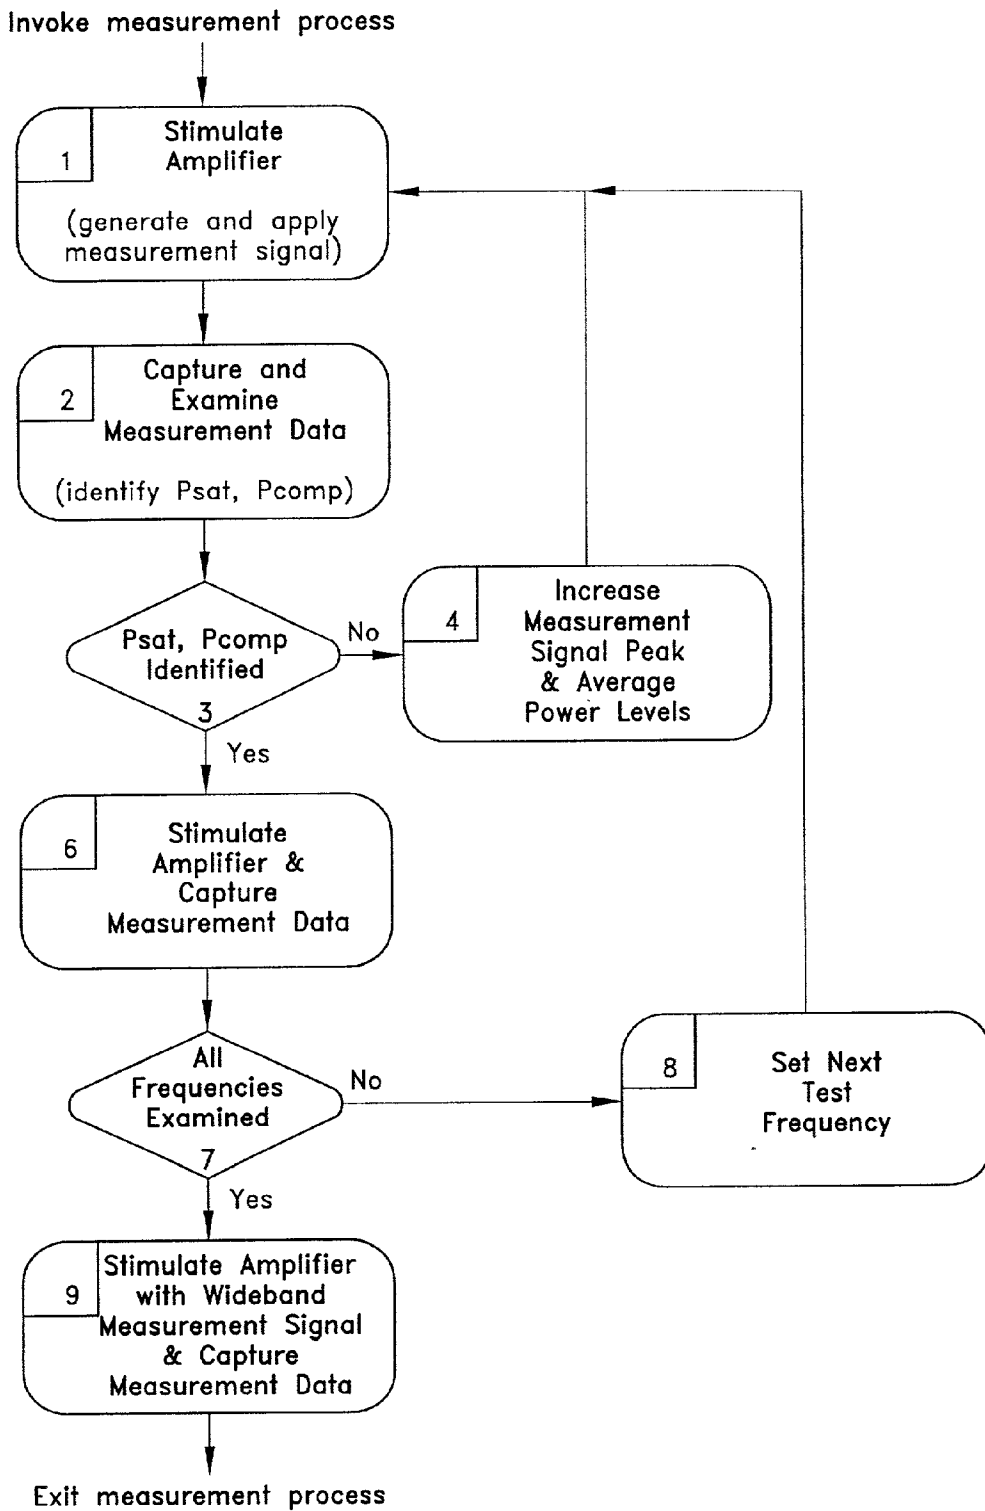 Invoke measurement process
1
Stimulate
Amplifier
(generate and apply
measurement signal)
2
Capture and
Examine
Measurement Data
(identify Psat, Pcomp)
Psat, Pcomp
Identified
3
No
Yes
4
Increase
Measurement
Signal Peak
& Average
Power Levels
6
Stimulate
Amplifier &
Capture
Measurement Data
All
Frequencies
Examined
7
No
Yes
8
Set Next
Test
Frequency
9
Stimulate Amplifier
with Wideband
Measurement Signal
& Capture
Measurement Data
Exit measurement process